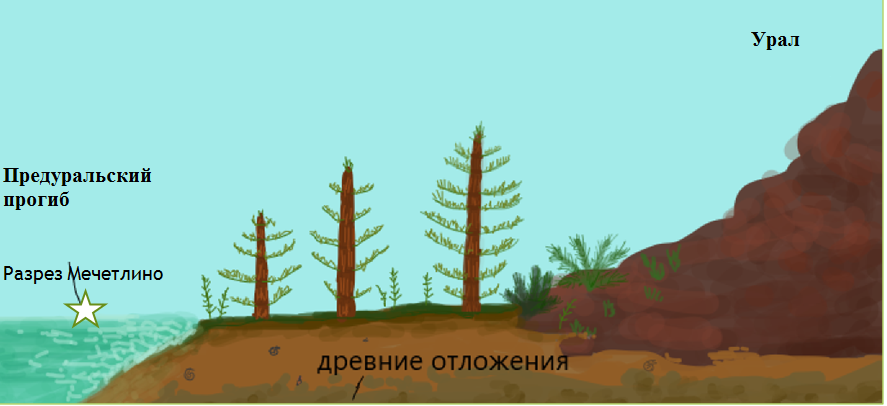 Урал
Предуральский
прогиб
Разрез Мечетлино
древние отложения